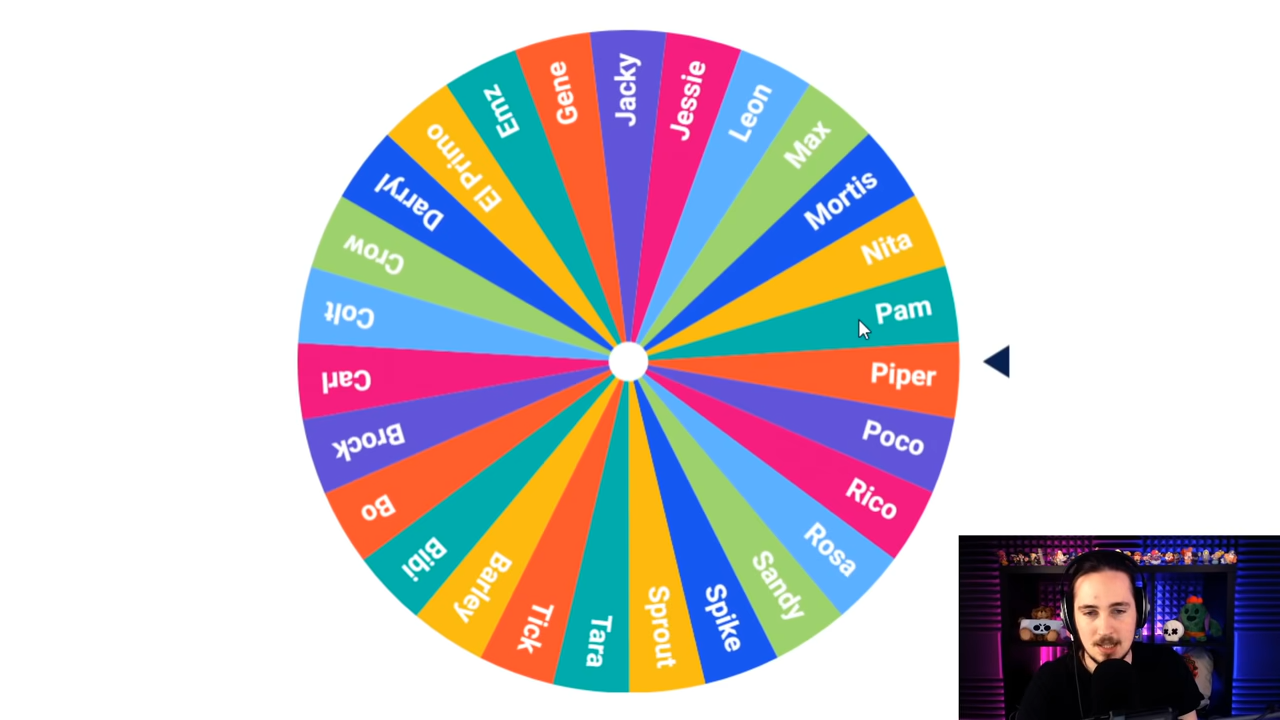 Jacky
Jessie
Leon
Max
Mortis
Nita
Pam
Piper
Poco
Rico
Rosa
Sandy
Spike
Sprout
Tara
Tick
Barley
Bibi
Bo
Brock
Carl
Colt
Crow
Darryl
El Primo
Emz
Gene